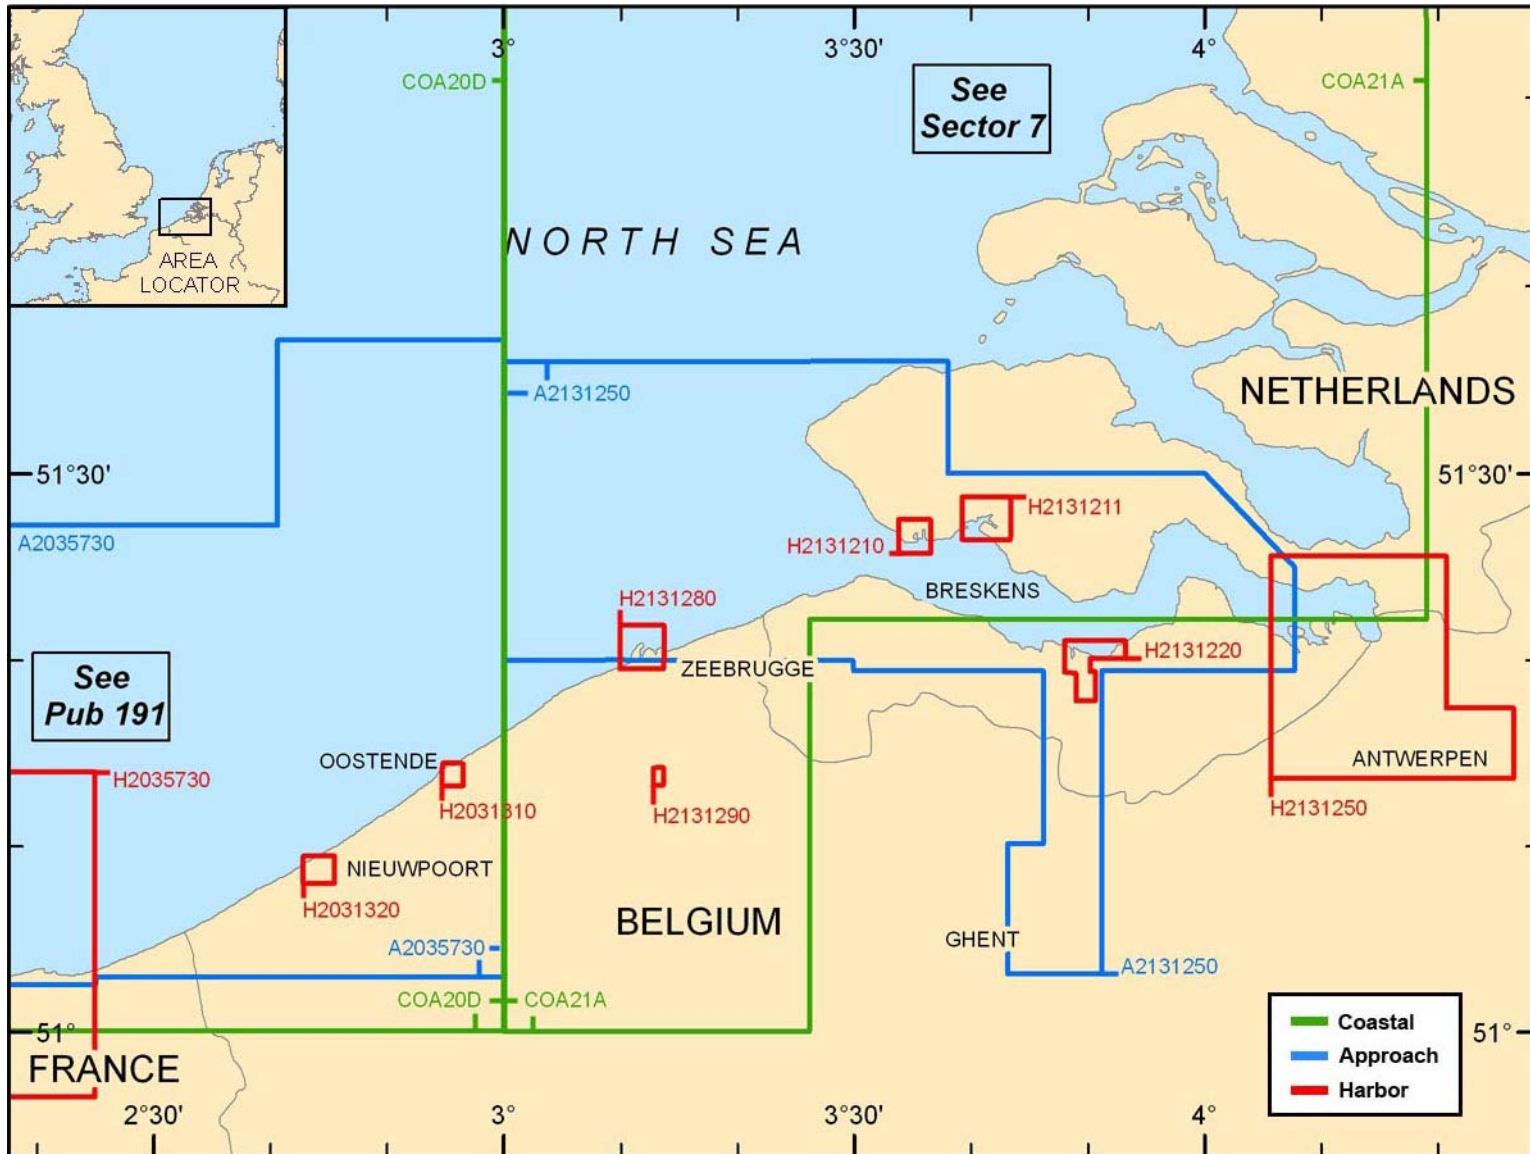 3°
3°30'
4°
COA20D
See
Sector 7
COA21A
NORTH SEA
AREA
LOCATOR
A2131250
NETHERLANDS
51°30'
51°30'
A2035730
H2131211
H2131210
BRESKENS
H2131280
H2131220
ZEEBRUGGE
See
Pub 191
OOSTENDE
ANTWERPEN
H2035730
H2031310
H2131290
H2131250
NIEUWPOORT
H2031320
BELGIUM
GHENT
A2035730
A2131250
COA20D
COA21A
51°
51°
FRANCE
Coastal
Approach
Harbor
2°30'
3°
3°30'
4°